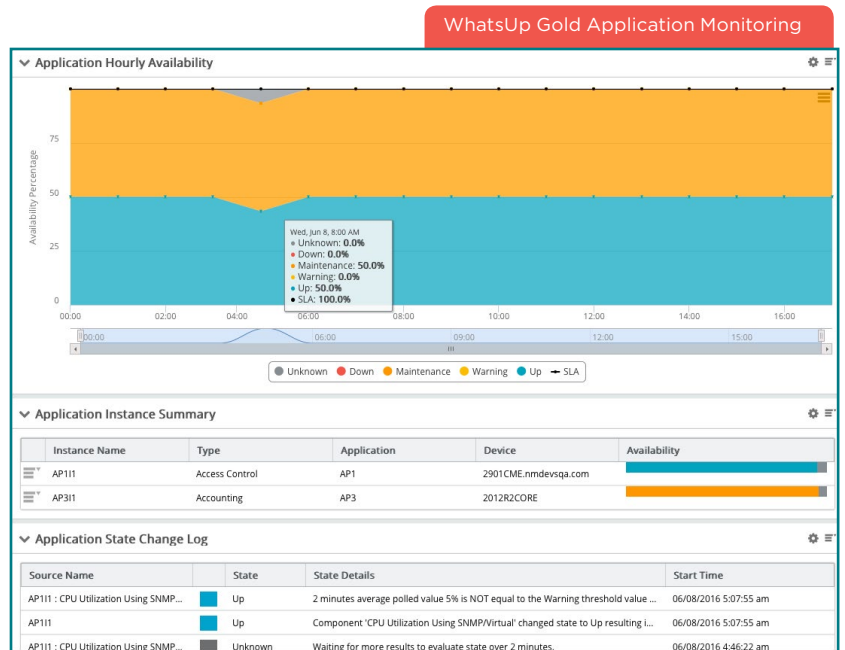 WhatsUp Gold Application Monitoring
Application Hourly Availability
75
50
25
0
Availability Percentage
Wed, Jun 8, 8:00 AM
Unknown: 0.0%
Down: 0.0%
Maintenance: 50.0%
Warning: 0.0%
Up: 50.0%
SLA: 100.0%
00:00 02:00 04:00 06:00 08:00 10:00 12:00 14:00 16:00
00:00 06:00 09:00 12:00 15:00
Unknown Down Maintenance Warning Up SLA
Application Instance Summary
Instance Name Type Application Device Availability
AP1I1 Access Control AP1 2901CME.nmdevsqa.com
AP3I1 Accounting AP3 2012R2CORE
Application State Change Log
Source Name State State Details Start Time
AP1I1 : CPU Utilization Using SNMP... Up 2 minutes average polled value 5% is NOT equal to the Warning threshold value ... 06/08/2016 5:07:55 am
AP1I1 Up Component 'CPU Utilization Using SNMP/Virtual' changed state to Up resulting i... 06/08/2016 5:07:55 am
AP1I1 : CPU Utilization Using SNMP... Unknown Waiting for more results to evaluate state over 2 minutes. 06/08/2016 4:46:22 am